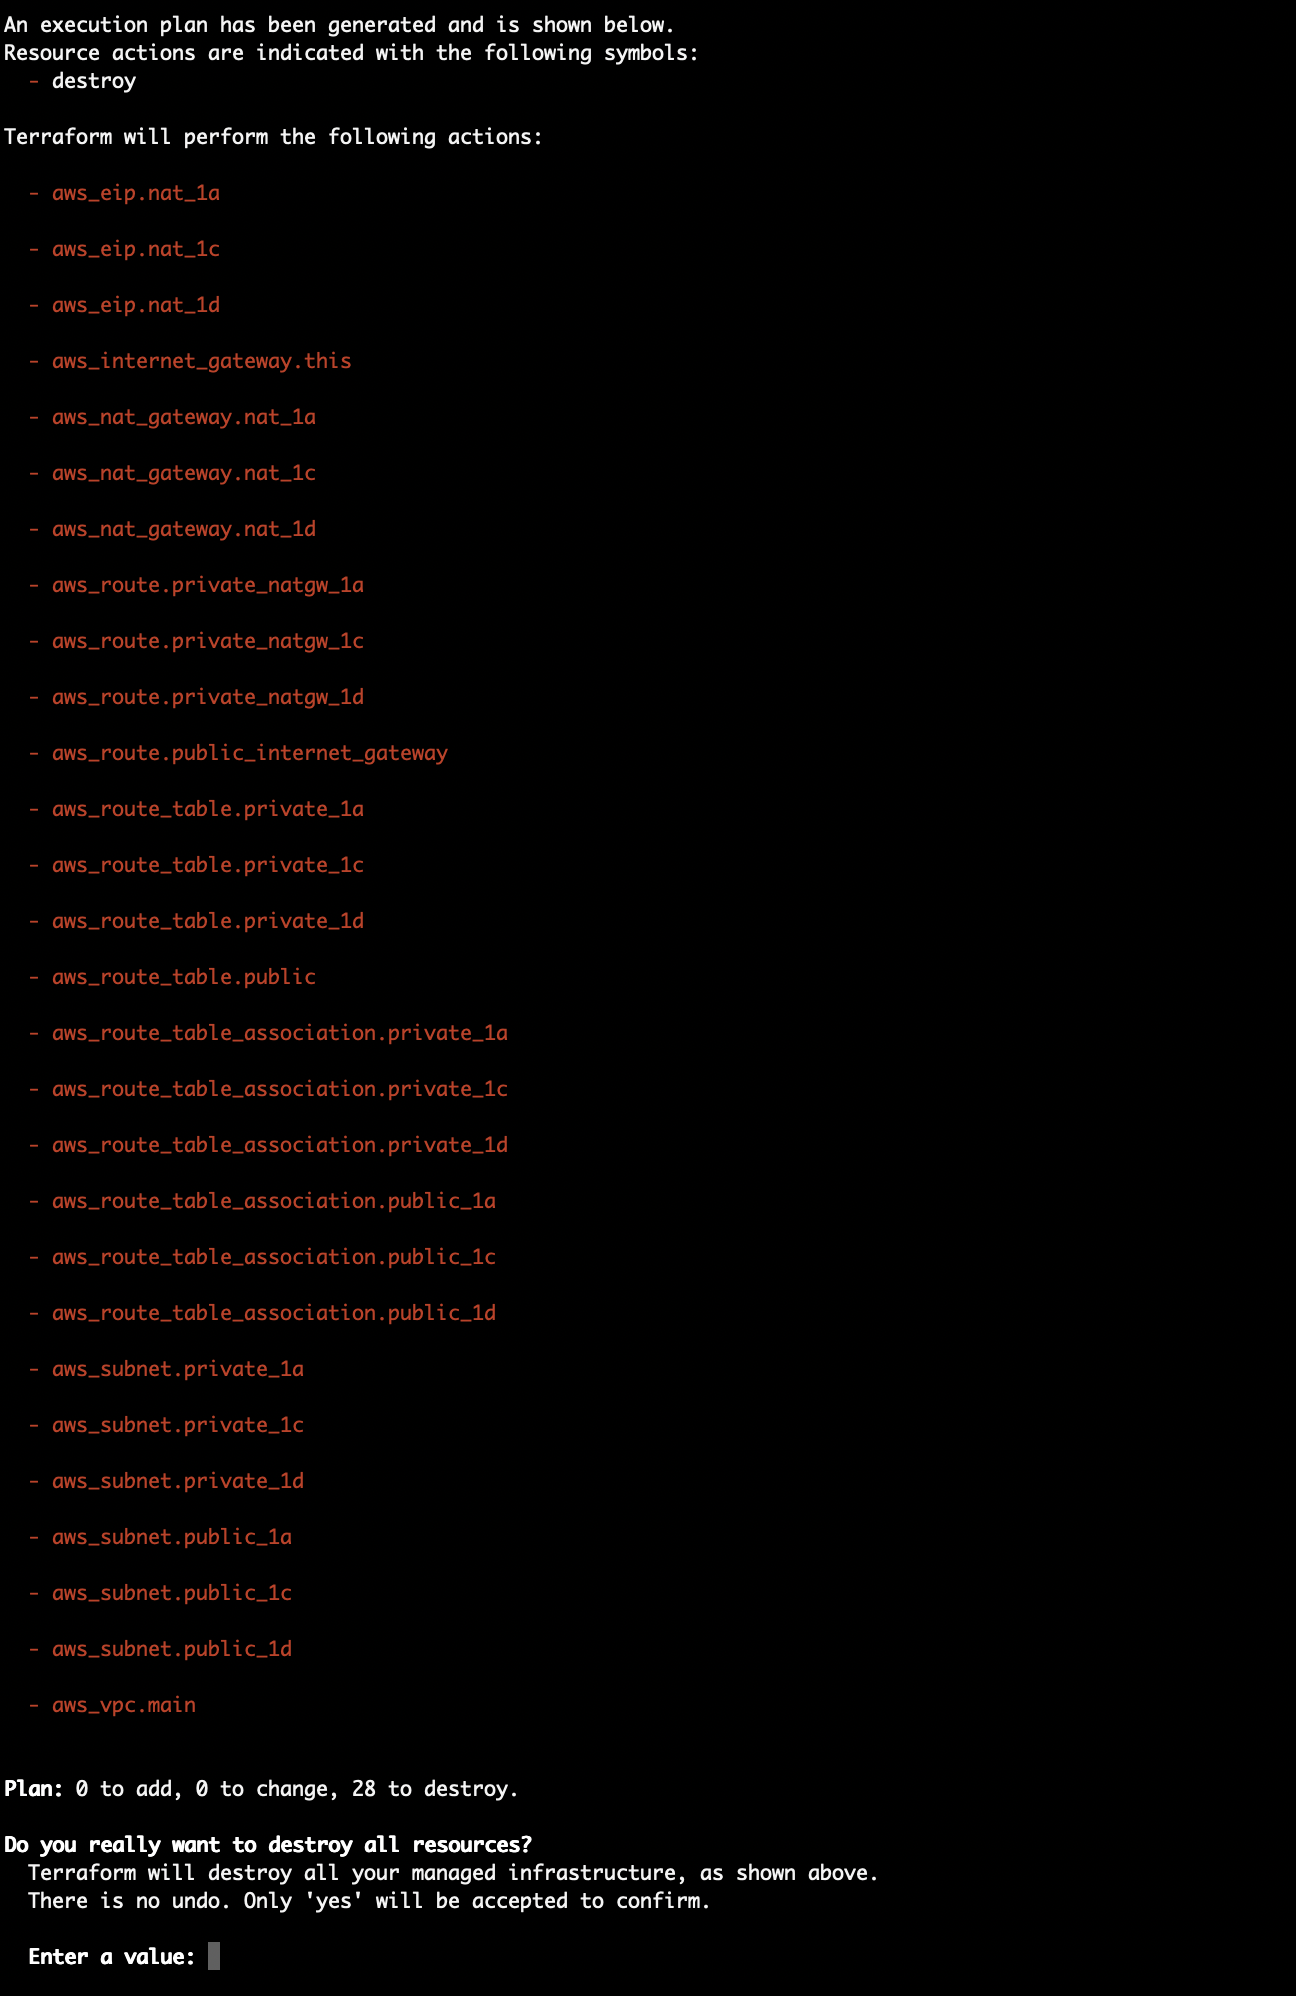 An execution plan has been generated and is shown below.
Resource actions are indicated with the following symbols:
  - destroy

Terraform will perform the following actions:

  - aws_eip.nat_1a

  - aws_eip.nat_1c

  - aws_eip.nat_1d

  - aws_internet_gateway.this

  - aws_nat_gateway.nat_1a

  - aws_nat_gateway.nat_1c

  - aws_nat_gateway.nat_1d

  - aws_route.private_natgw_1a

  - aws_route.private_natgw_1c

  - aws_route.private_natgw_1d

  - aws_route.public_internet_gateway

  - aws_route_table.private_1a

  - aws_route_table.private_1c

  - aws_route_table.private_1d

  - aws_route_table.public

  - aws_route_table_association.private_1a

  - aws_route_table_association.private_1c

  - aws_route_table_association.private_1d

  - aws_route_table_association.public_1a

  - aws_route_table_association.public_1c

  - aws_route_table_association.public_1d

  - aws_subnet.private_1a

  - aws_subnet.private_1c

  - aws_subnet.private_1d

  - aws_subnet.public_1a

  - aws_subnet.public_1c

  - aws_subnet.public_1d

  - aws_vpc.main

Plan: 0 to add, 0 to change, 28 to destroy.

Do you really want to destroy all resources?
  Terraform will destroy all your managed infrastructure, as shown above.
  There is no undo. Only 'yes' will be accepted to confirm.

  Enter a value: